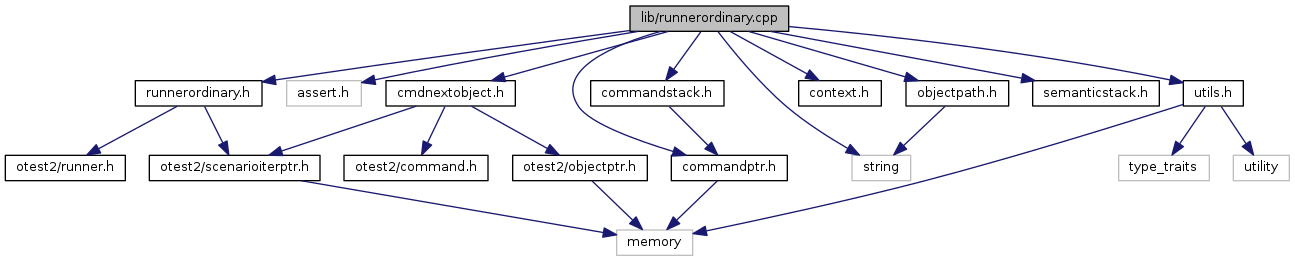 lib/runnerordinary.cpp
runnerordinary.h
assert.h
cmdnextobject.h
commandstack.h
context.h
objectpath.h
semanticstack.h
utils.h
otest2/runner.h
otest2/scenarioiterptr.h
otest2/command.h
otest2/objectptr.h
commandptr.h
string
type_traits
utility
memory